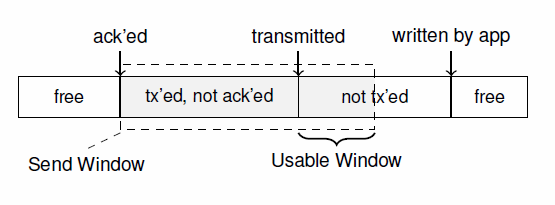 ack'ed transmitted written by app
free tx'ed, not ack'ed not tx'ed free
Send Window Usable Window